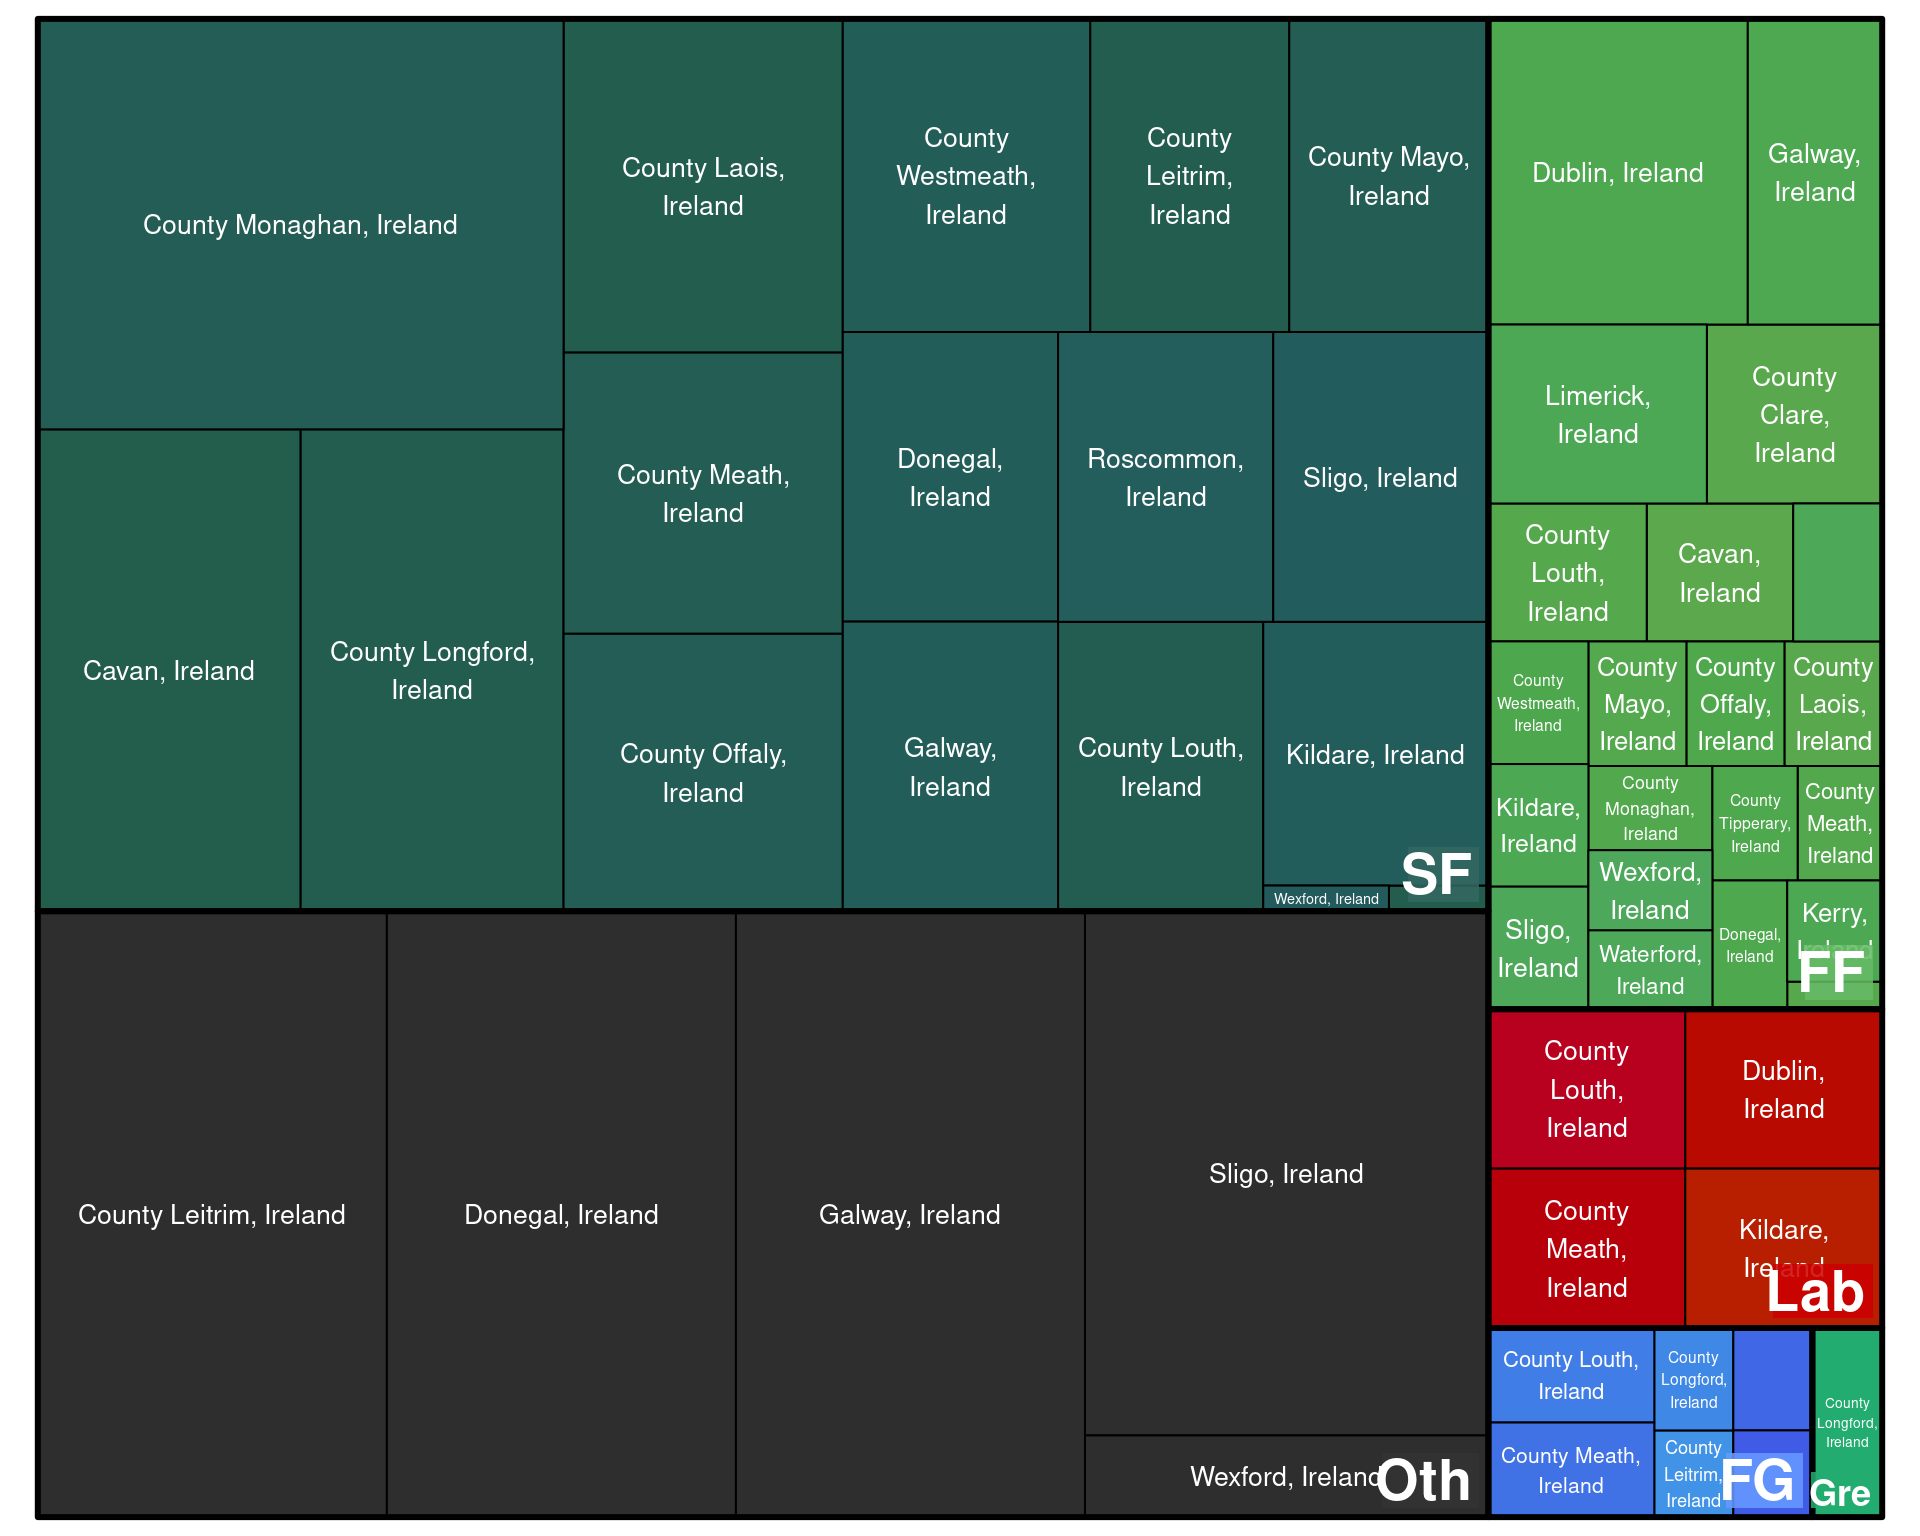 County Monaghan, Ireland
County Laois,
Ireland
County
Westmeath,
Ireland
County
Leitrim,
Ireland
County Mayo,
Ireland
Cavan, Ireland
County Longford,
Ireland
County Meath,
Ireland
County Offaly,
Ireland
Donegal,
Ireland
Roscommon,
Ireland
Sligo, Ireland
Galway,
Ireland
County Louth,
Ireland
Kildare, Ireland
Wexford, Ireland
SF
County Leitrim, Ireland
Donegal, Ireland
Galway, Ireland
Sligo, Ireland
Wexford, Ireland
Oth
Dublin, Ireland
Galway,
Ireland
Limerick,
Ireland
County
Clare,
Ireland
County
Louth,
Ireland
Cavan,
Ireland
County
Westmeath,
Ireland
County
Mayo,
Ireland
County
Offaly,
Ireland
County
Laois,
Ireland
Kildare,
Ireland
County
Monaghan,
Ireland
County
Tipperary,
Ireland
County
Meath,
Ireland
Wexford,
Ireland
Sligo,
Ireland
Waterford,
Ireland
Donegal,
Ireland
Kerry,
Ireland
FF
County
Louth,
Ireland
Dublin,
Ireland
County
Meath,
Ireland
Kildare,
Ireland
Lab
County Louth,
Ireland
County
Longford,
Ireland
County Meath,
Ireland
County
Leitrim,
Ireland
FG
County
Longford,
Ireland
Gre